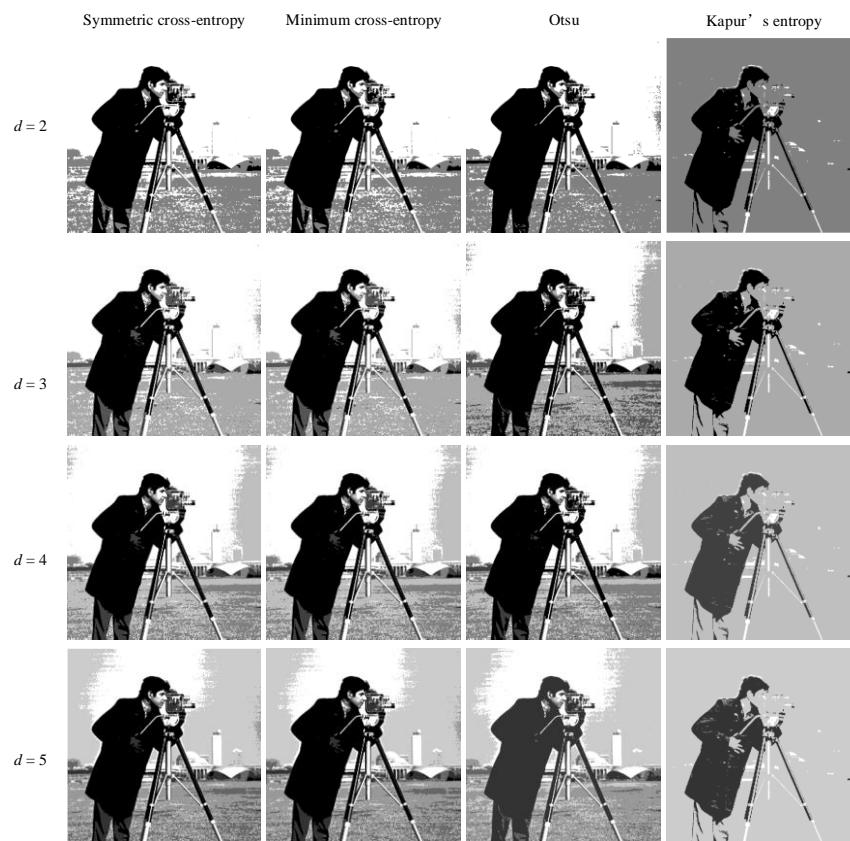 Symmetric cross-entropy Minimum cross-entropy Otsu Kapur’ s entropy
d = 2
d = 3
d = 4
d = 5